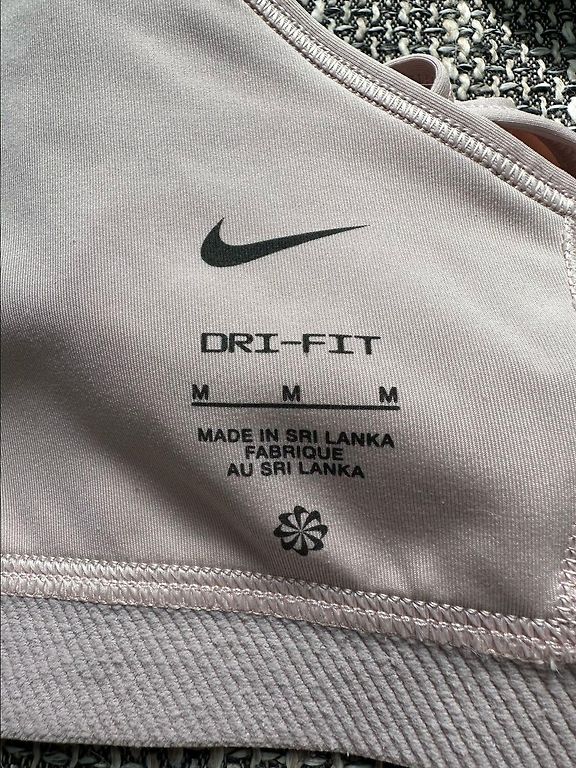 DRI-FIT
M M M
MADE IN SRI LANKA
FABRIQUE
AU SRI LANKA